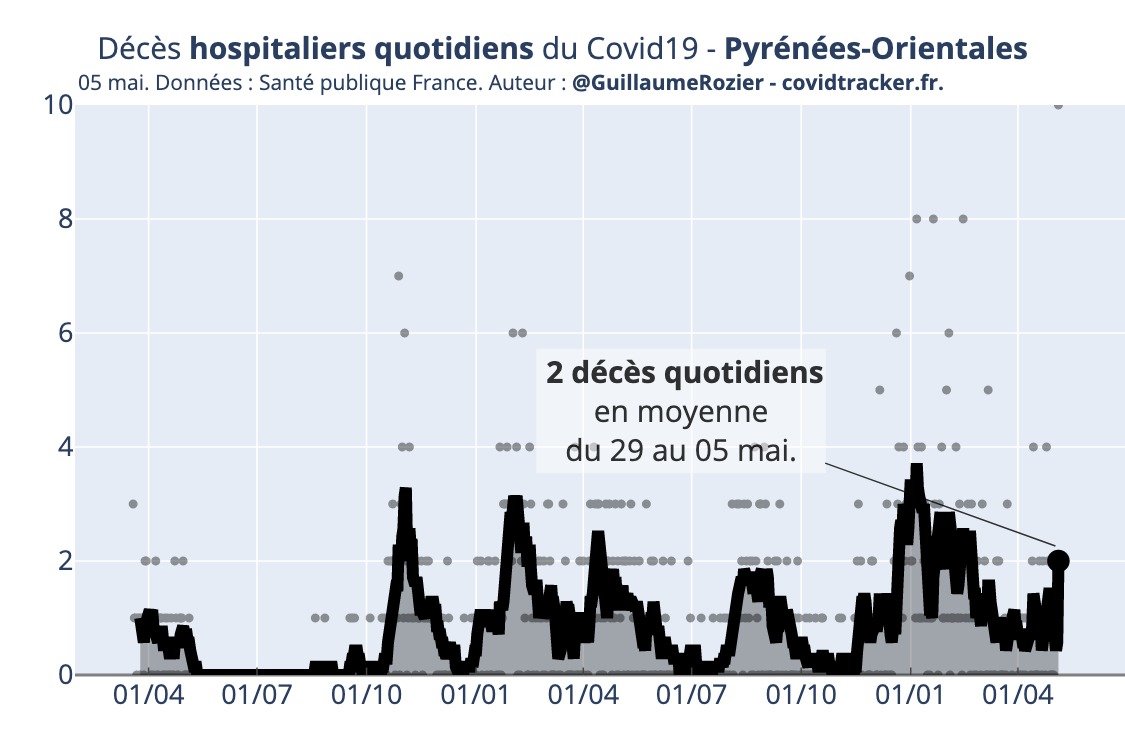 Décès hospitaliers quotidiens du Covid19 - Pyrénées-Orientales
05 mai. Données : Santé publique France. Auteur : @GuillaumeRozier - covidtracker.fr.
10
8
6
2 décès quotidiens
en moyenne
4
du 29 au 05 mai.
2
0
01/04 01/07 01/10 01/01 01/04 01/07 01/10 01/01 01/04